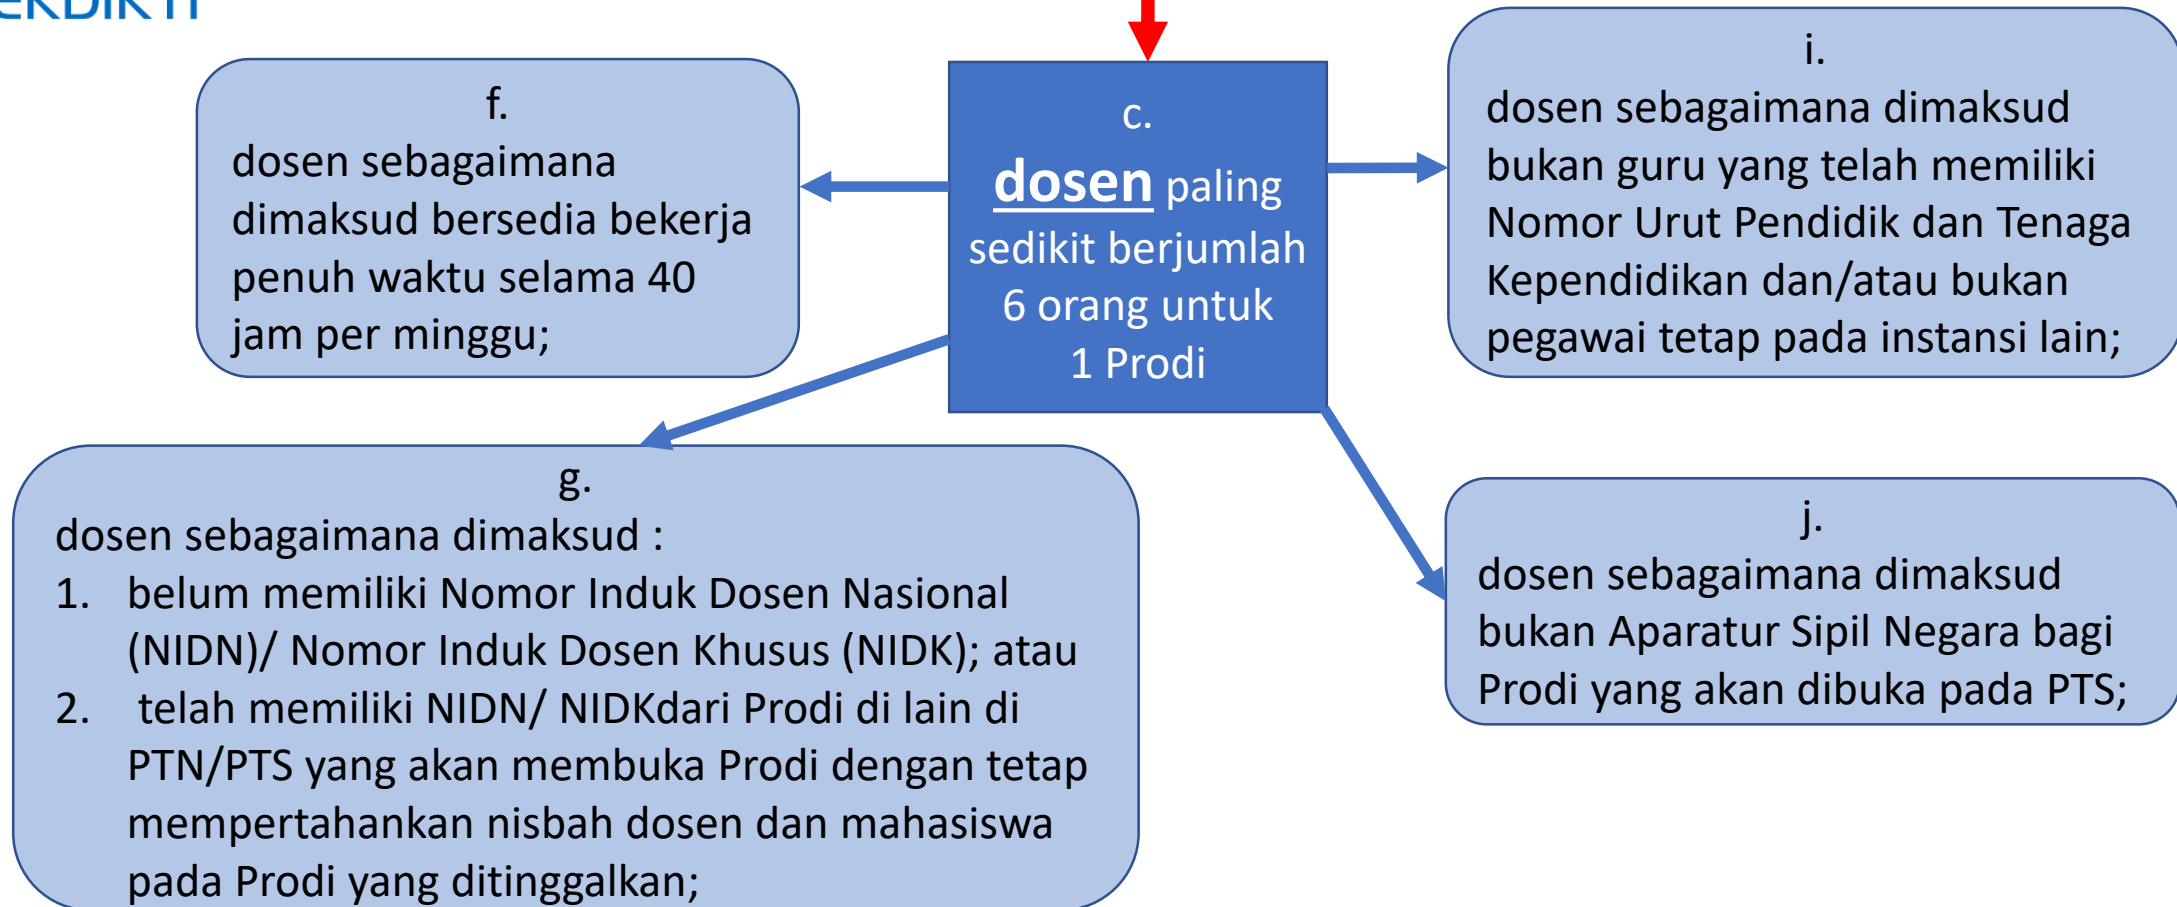 EKDIKTI
f.
dosen sebagaimana
dimaksud bersedia bekerja
penuh waktu selama 40
jam per minggu;
c.
dosen paling
sedikit berjumlah
6 orang untuk
1 Prodi
i.
dosen sebagaimana dimaksud
bukan guru yang telah memiliki
Nomor Urut Pendidik dan Tenaga
Kependidikan dan/atau bukan
pegawai tetap pada instansi lain;
g.
dosen sebagaimana dimaksud :
1. belum memiliki Nomor Induk Dosen Nasional
(NIDN)/ Nomor Induk Dosen Khusus (NIDK); atau
2. telah memiliki NIDN/ NIDKdari Prodi di lain di
PTN/PTS yang akan membuka Prodi dengan tetap
mempertahankan nisbah dosen dan mahasiswa
pada Prodi yang ditinggalkan;
j.
dosen sebagaimana dimaksud
bukan Aparatur Sipil Negara bagi
Prodi yang akan dibuka pada PTS;